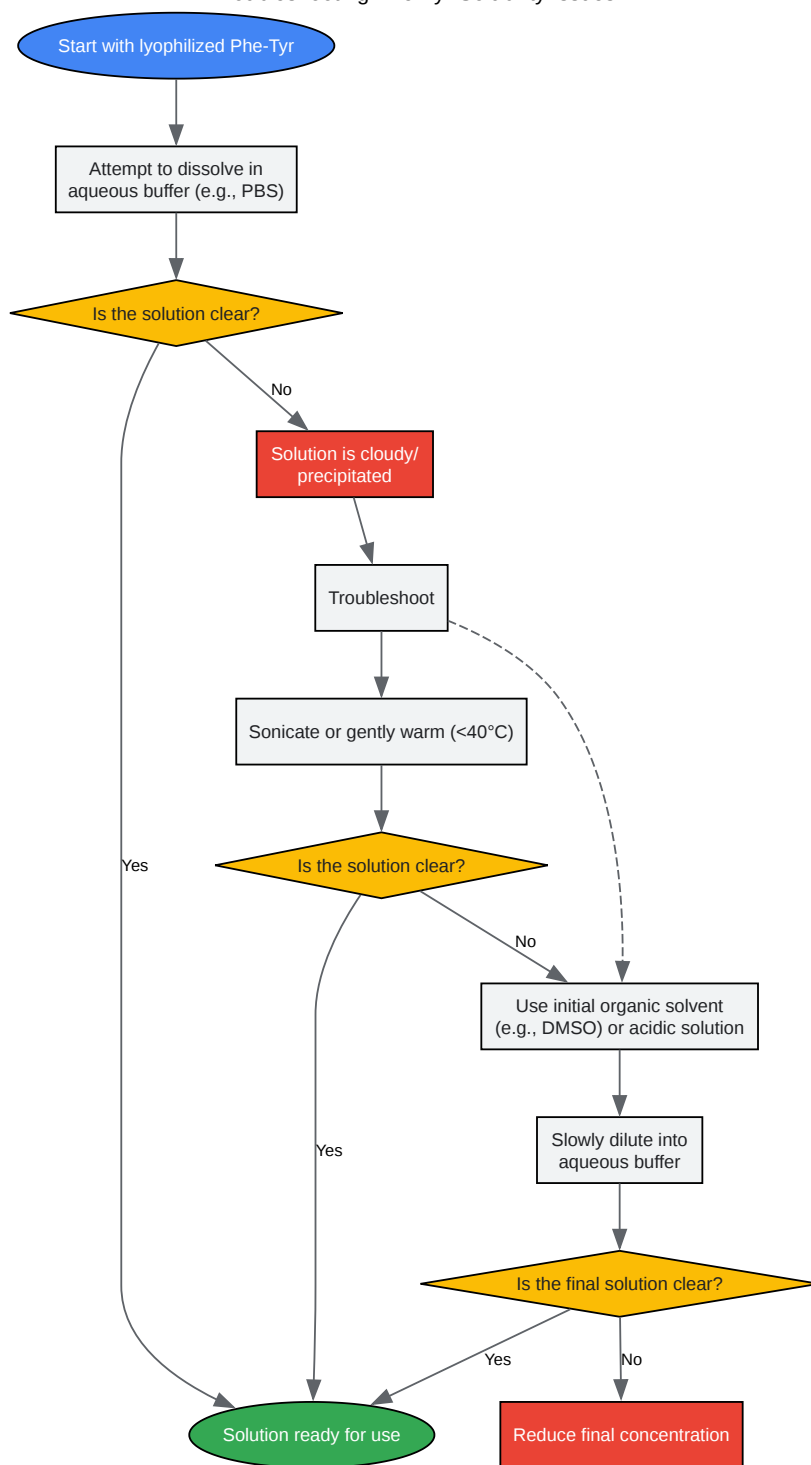 Start with lyophilized Phe-Tyr
Attempt to dissolve in
aqueous buffer (e.g., PBS)
Is the solution clear?
No
Solution is cloudy/
precipitated
Troubleshoot
Sonicate or gently warm (<40°C)
Yes
Is the solution clear?
No
Use initial organic solvent
(e.g., DMSO) or acidic solution
Yes
Slowly dilute into
aqueous buffer
Is the final solution clear?
Yes
No
Solution ready for use
Reduce final concentration